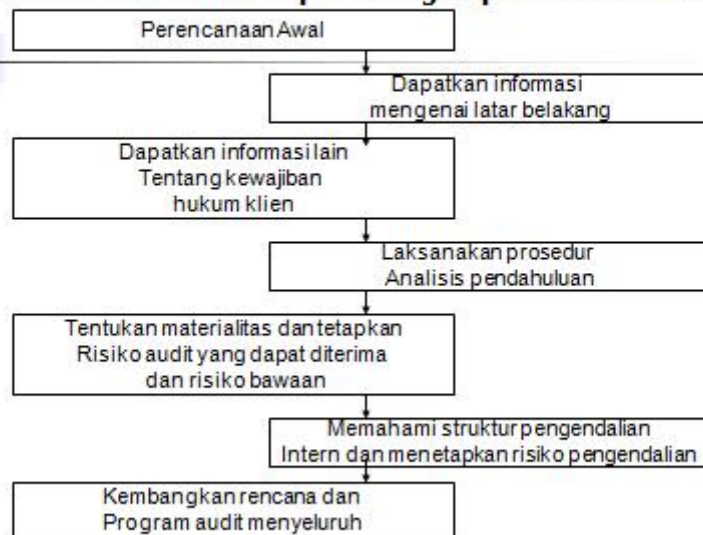 Perencanaan Awal
Dapatkan informasi
mengenai latar belakang
Dapatkan informasi lain
Tentang kewajiban
hukum klien
Laksanakan prosedur
Analisis pendahuluan
Tentukan materialitas dan tetapkan
Risiko audit yang dapat diterima
dan risiko bawaan
Memahami struktur pengendalian
Intern dan menetapkan risiko pengendalian
Kembangkan rencana dan
Program audit menyeluruh